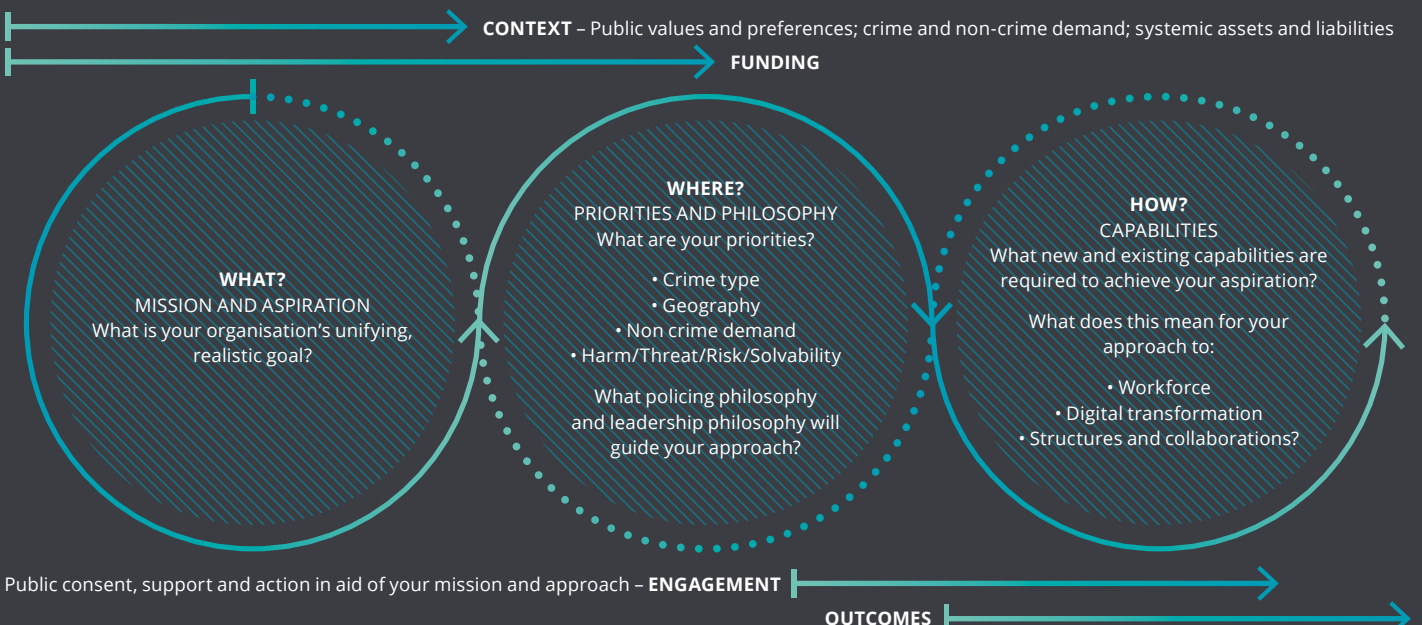 CONTEXT – Public values and preferences; crime and non-crime demand; systemic assets and liabilities
FUNDING
WHAT?
MISSION AND ASPIRATION
What is your organisation’s unifying,
realistic goal?
WHERE?
PRIORITIES AND PHILOSOPHY
What are your priorities?
• Crime type
• Geography
• Non crime demand
• Harm/Threat/Risk/Solvability
What policing philosophy
and leadership philosophy will
guide your approach?
HOW?
CAPABILITIES
What new and existing capabilities are
required to achieve your aspiration?
What does this mean for your
approach to:
• Workforce
• Digital transformation
• Structures and collaborations?
Public consent, support and action in aid of your mission and approach – ENGAGEMENT
OUTCOMES